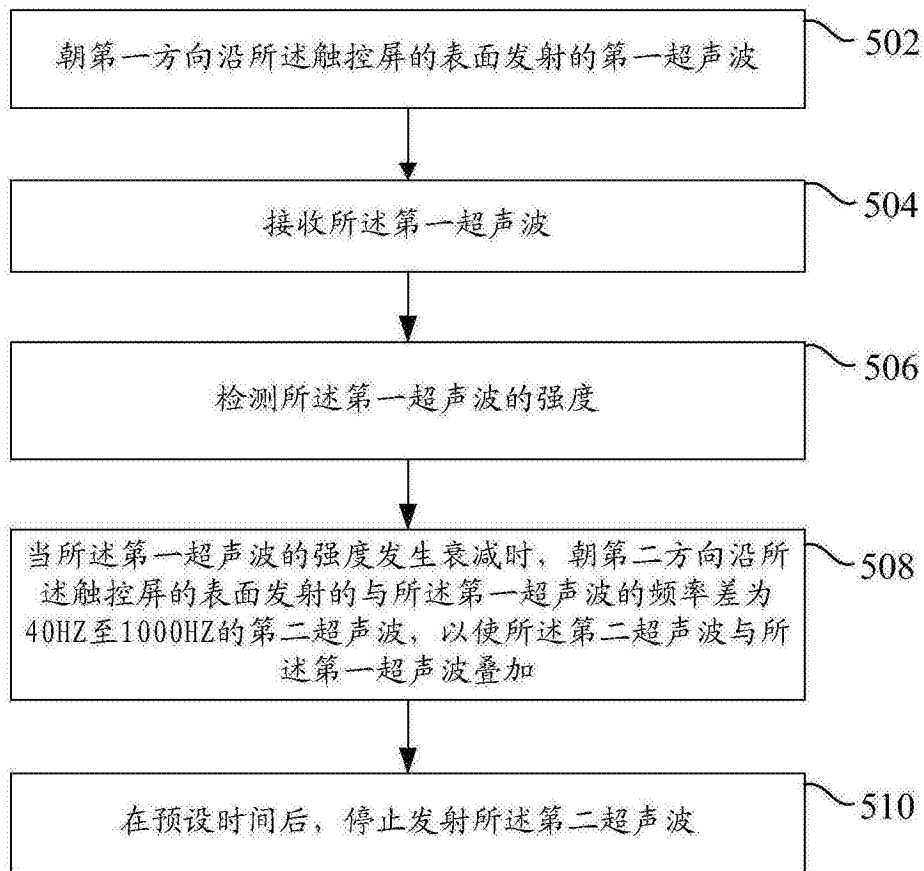 朝第一方向沿所述触控屏的表面发射的第一超声波
502
接收所述第一超声波
504
检测所述第一超声波的强度
506
当所述第一超声波的强度发生衰减时，朝第二方向沿所
述触控屏的表面发射的与所述第一超声波的频率差为
40HZ至1000HZ的第二超声波，以使所述第二超声波与所
述第一超声波叠加
508
在预设时间后，停止发射所述第二超声波
510